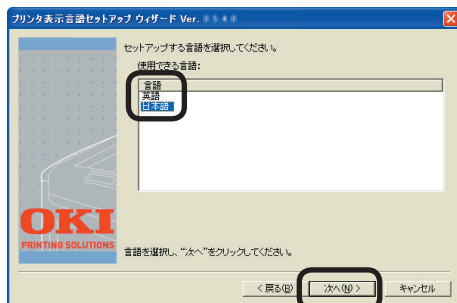 プリンタ表示言語セットアップ ウィザード Ver.
セットアップする言語を選択してください。
使用できる言語:
言語
英語
日本語
OKI
PRINTING SOLUTIONS
言語を選択し、"次へ"をクリックしてください。
< 戻る(B)
次へ(N) >
キャンセル